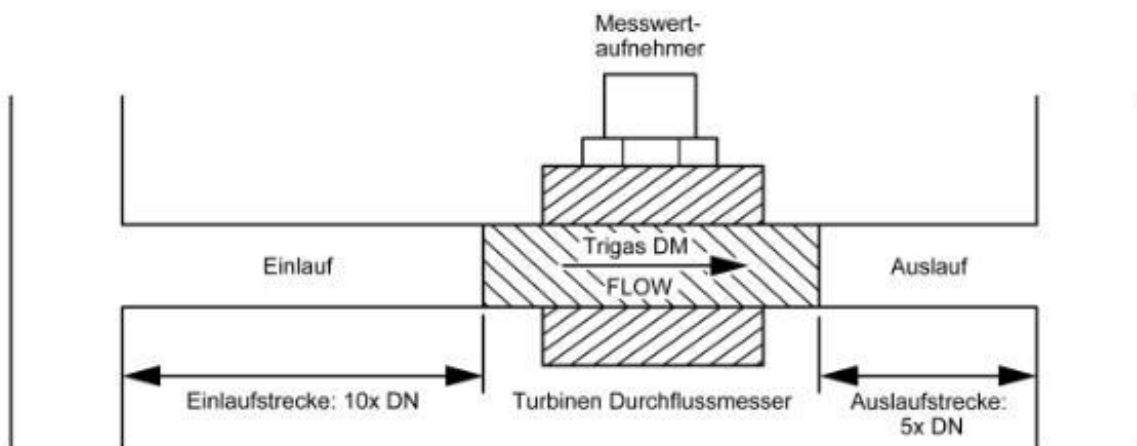 Messwert-
aufnehmer
Trigas DM
Einlauf
Auslauf
FLOW
Einlaufstrecke: 10x DN
Turbinen Durchflussmesser
Auslaufstrecke:
5x DN